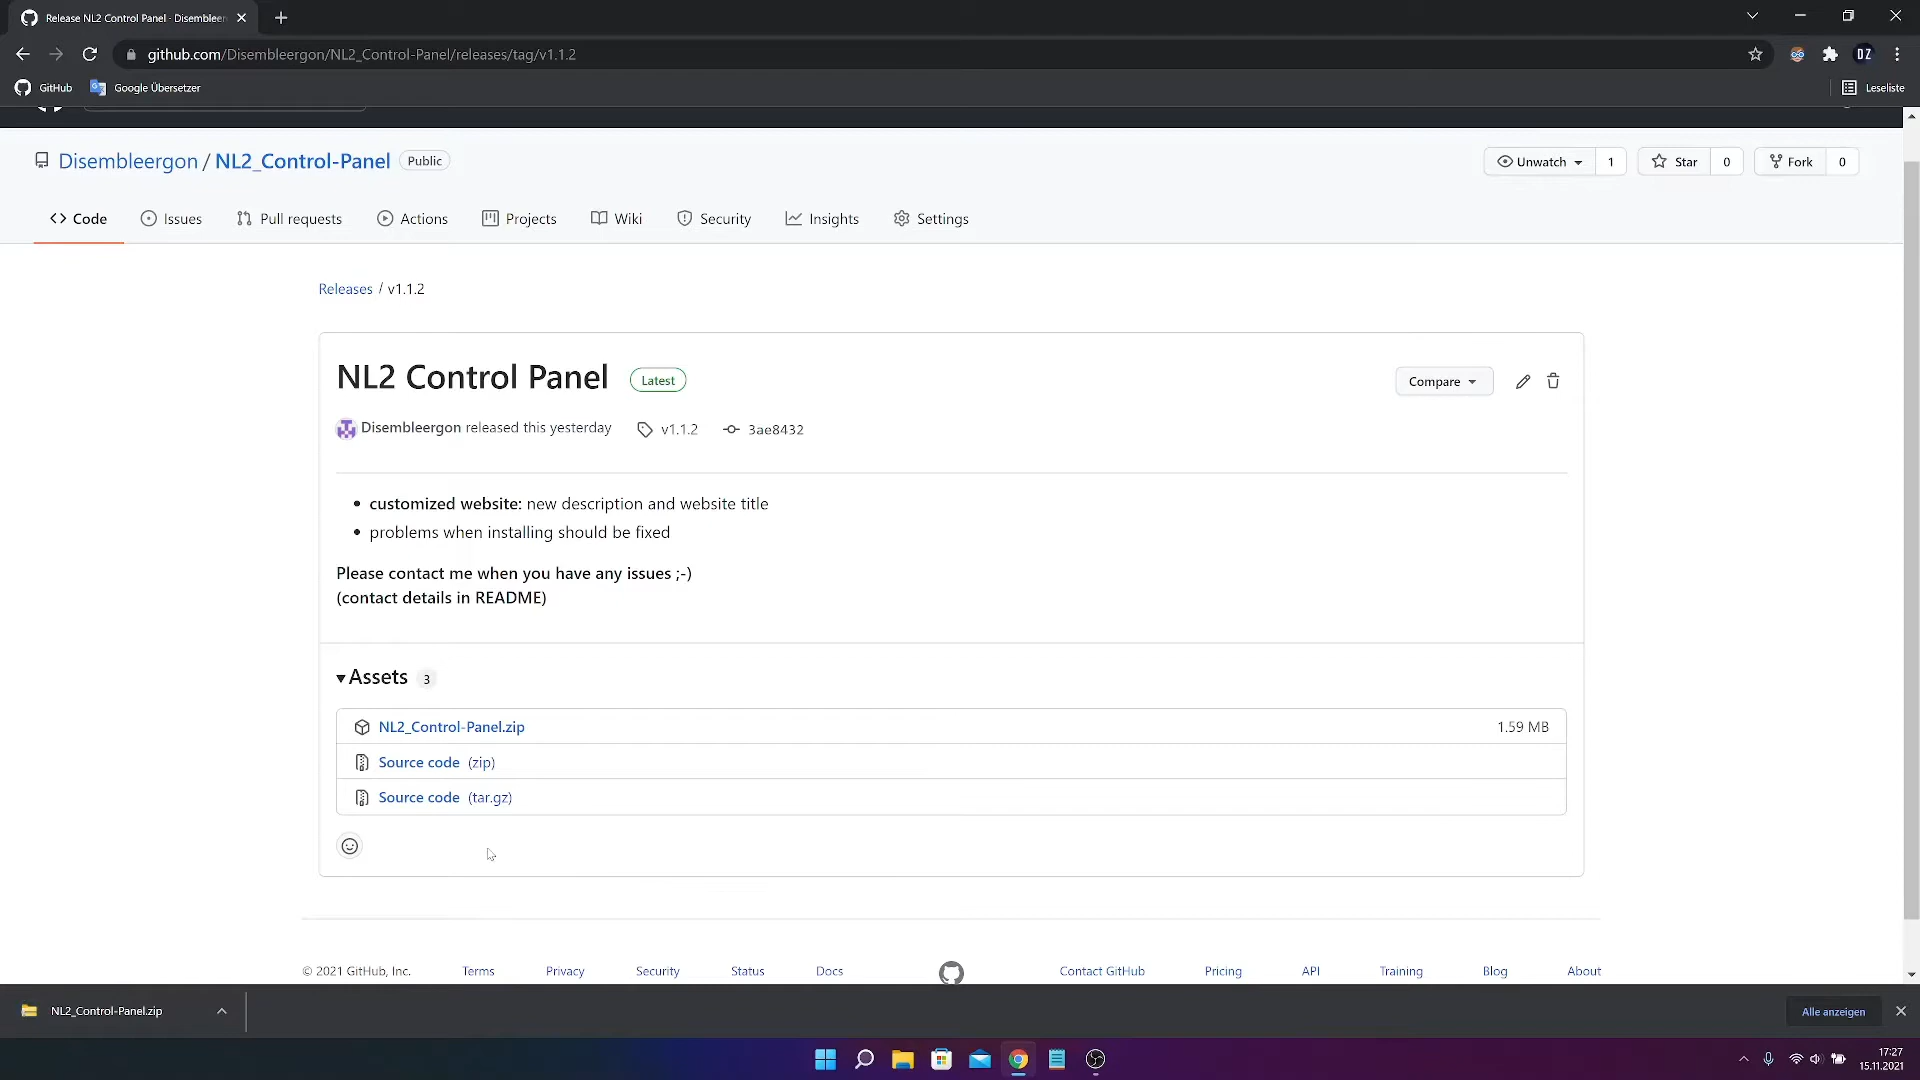 Release NL2 Control Panel · Disembleer
github.com/Disembleergon/NL2_Control-Panel/releases/tag/v1.1.2
DZ
GitHub
Google Übersetzer
Leseliste
Disembleergon / NL2_Control-Panel Public
Unwatch 1
Star 0
Fork 0
Code
Issues
Pull requests
Actions
Projects
Wiki
Security
Insights
Settings
Releases / v1.1.2
NL2 Control Panel Latest
Compare
Disembleergon released this yesterday v1.1.2 3ae8432
• customized website: new description and website title
• problems when installing should be fixed
Please contact me when you have any issues ;-)
(contact details in README)
Assets 3
NL2_Control-Panel.zip 1.59 MB
Source code (zip)
Source code (tar.gz)
© 2021 GitHub, Inc.
Terms
Privacy
Security
Status
Docs
Contact GitHub
Pricing
API
Training
Blog
About
NL2_Control-Panel.zip
Alle anzeigen
17:27
15.11.2021